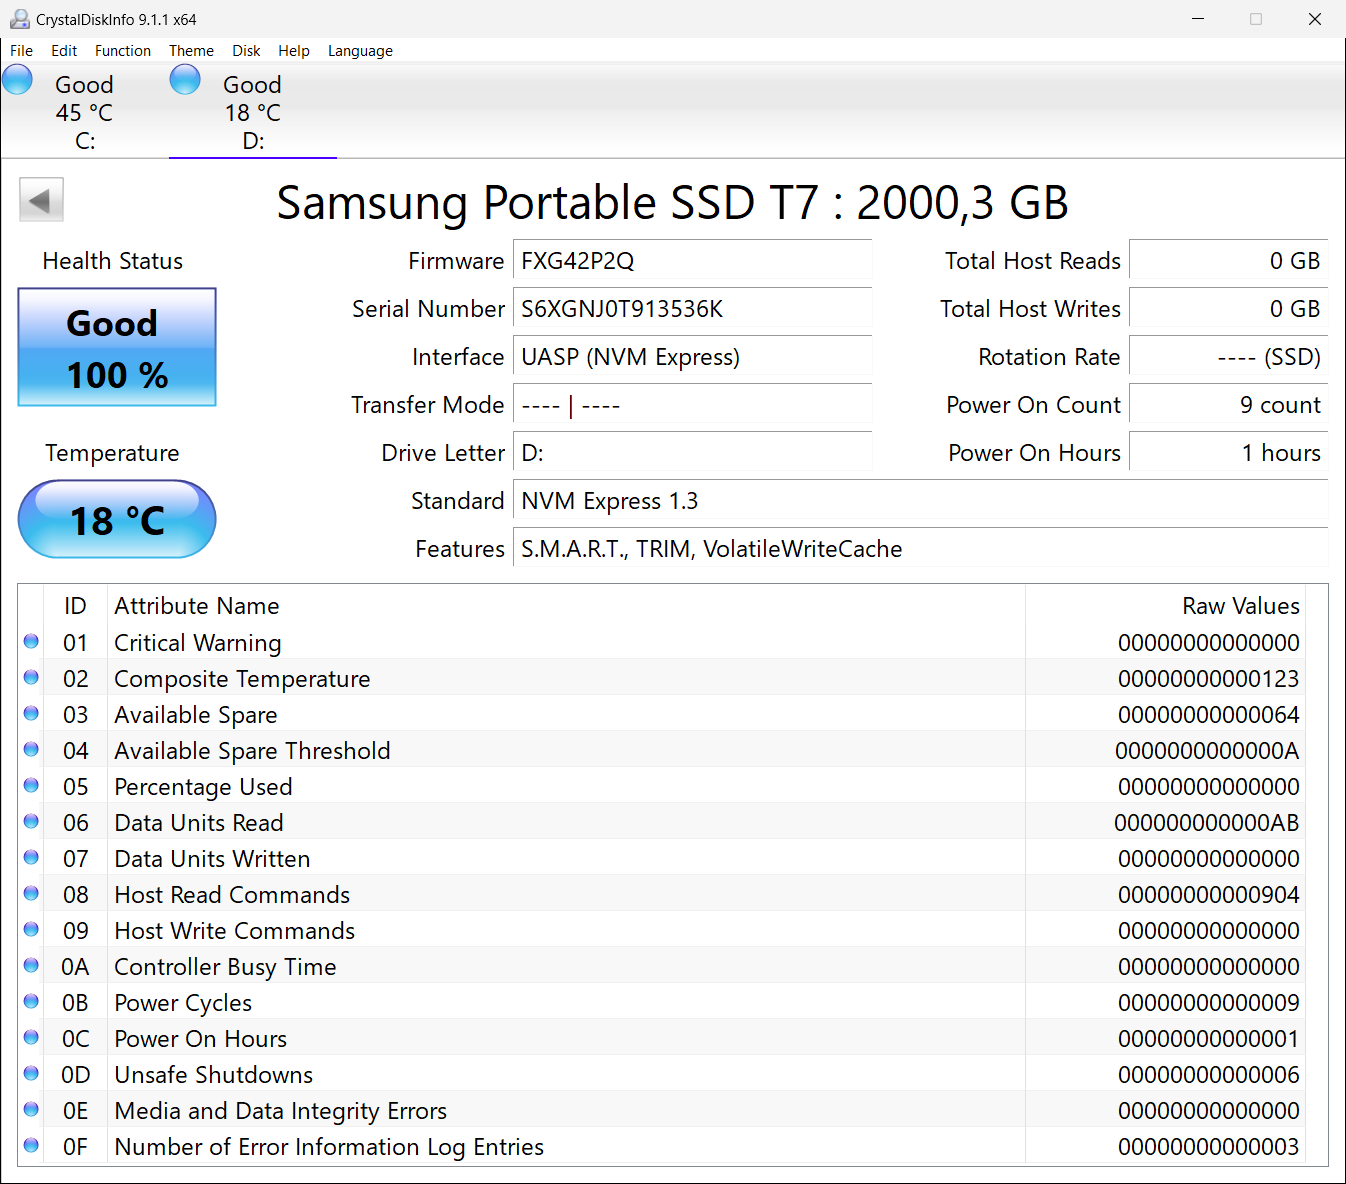 CrystalDiskInfo 9.1.1 x64
File Edit Function Theme Disk Help Language
Good Good
45 °C 18 °C
C: D:
Samsung Portable SSD T7 : 2000,3 GB
Health Status
Good
100 %
Temperature
18 °C
Firmware FXG42P2Q
Serial Number S6XGNJ0T913536K
Interface UASP (NVM Express)
Transfer Mode ---- | ----
Drive Letter D:
Standard NVM Express 1.3
Features S.M.A.R.T., TRIM, VolatileWriteCache
Total Host Reads 0 GB
Total Host Writes 0 GB
Rotation Rate ---- (SSD)
Power On Count 9 count
Power On Hours 1 hours
ID Attribute Name Raw Values
01 Critical Warning 00000000000000
02 Composite Temperature 00000000000123
03 Available Spare 00000000000064
04 Available Spare Threshold 0000000000000A
05 Percentage Used 00000000000000
06 Data Units Read 000000000000AB
07 Data Units Written 00000000000000
08 Host Read Commands 00000000000904
09 Host Write Commands 00000000000000
0A Controller Busy Time 00000000000000
0B Power Cycles 00000000000009
0C Power On Hours 00000000000001
0D Unsafe Shutdowns 00000000000006
0E Media and Data Integrity Errors 00000000000000
0F Number of Error Information Log Entries 00000000000003